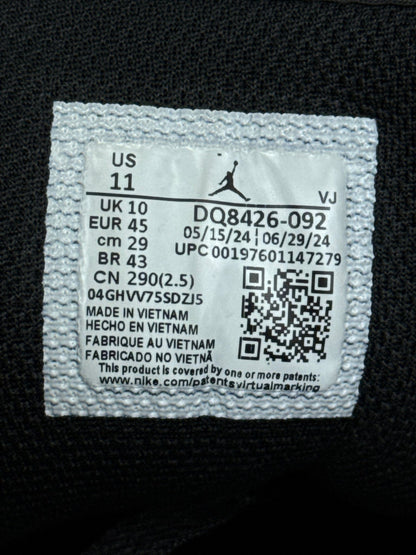 US
11
VJ
UK 10
DQ8426-092
EUR 45
05/15/24 | 06/29/24
cm 29
UPC 00197601147279
BR 43
CN 290(2.5)
04GHVV75SDZJ5
MADE IN VIETNAM
HECHO EN VIETNAM
FABRIQUE AU VIETNAM
FABRICADO NO VIETNÃ
This product is covered by one or more patents:
www.nike.com/patentsvirtualmarking